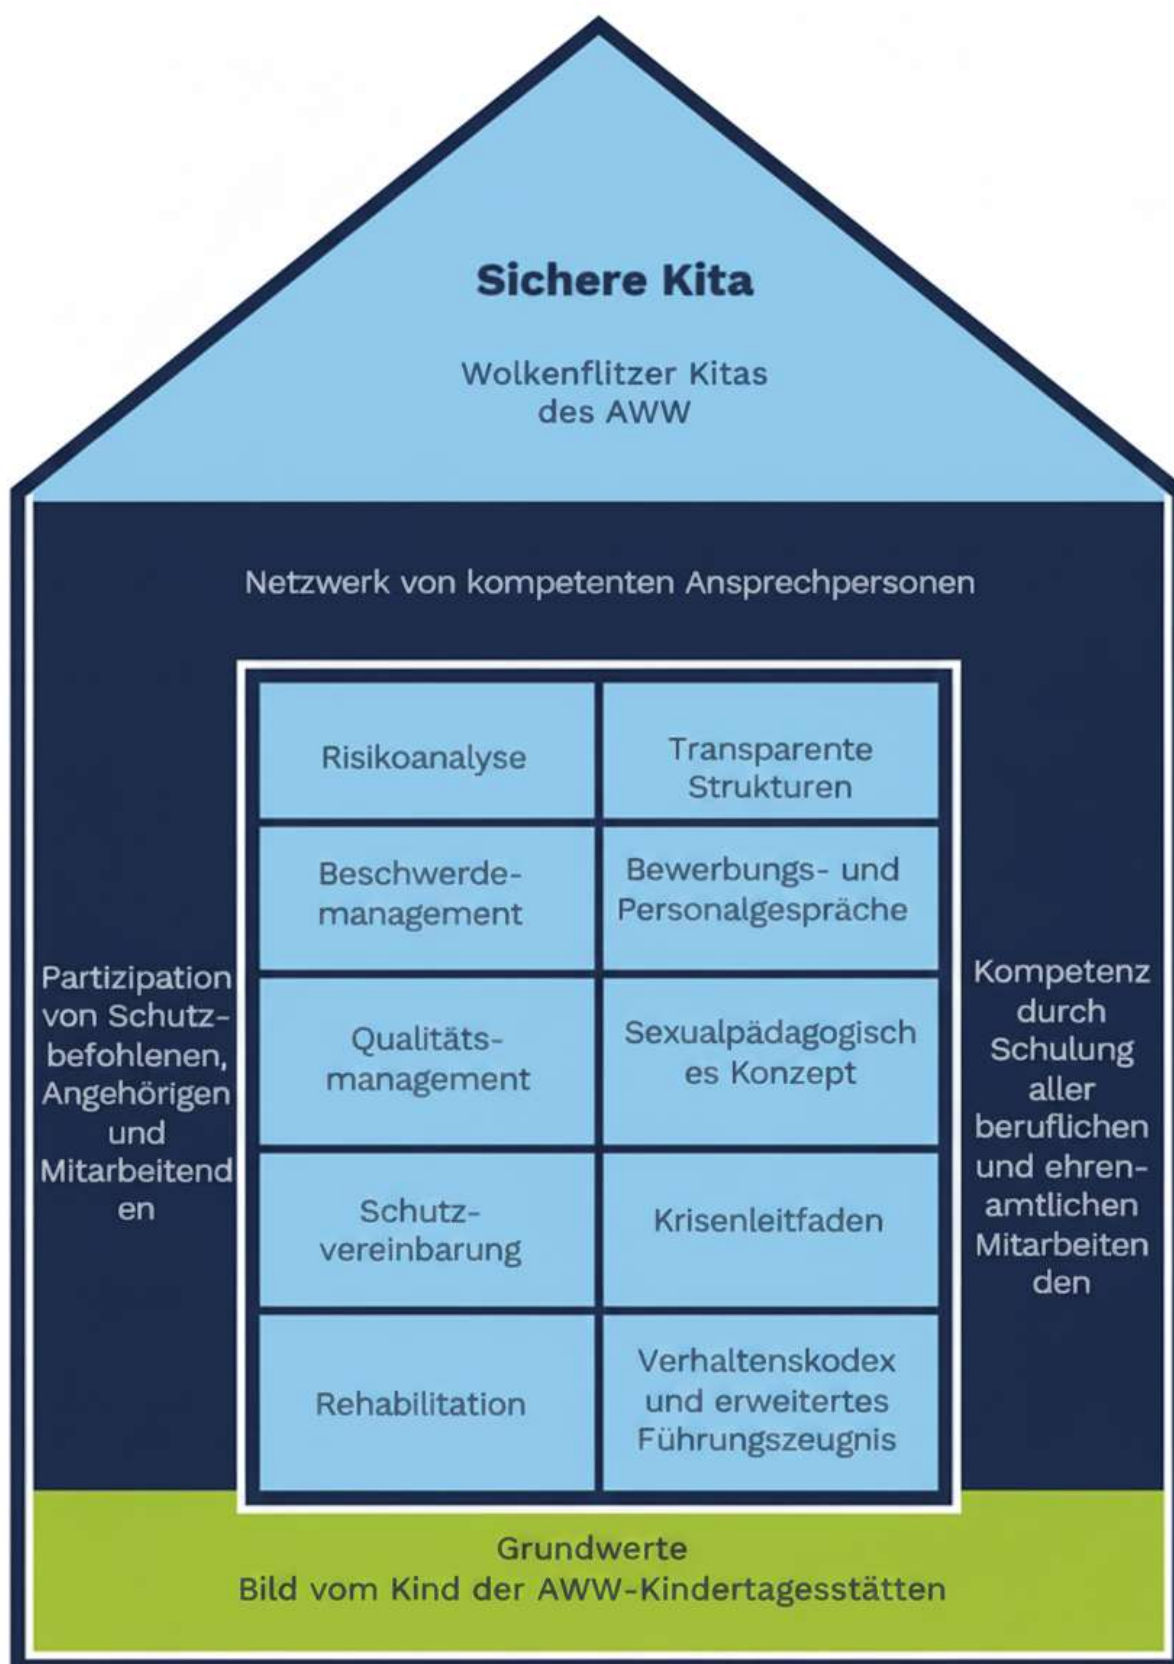 Sichere Kita
Wolkenflitzer Kitas
des AWW
Netzwerk von kompetenten Ansprechpersonen
Partizipation
von Schutz-
befohlenen,
Angehörigen
und
Mitarbeitend
en
Risikoanalyse
Transparente
Strukturen
Beschwerde-
management
Bewerbungs- und
Personalgespräche
Qualitäts-
management
Sexualpädagogisch
es Konzept
Schutz-
vereinbarung
Krisenleitfaden
Rehabilitation
Verhaltenskodex
und erweitertes
Führungszeugnis
Kompetenz
durch
Schulung
aller
beruflichen
und ehren-
amtlichen
Mitarbeiten
den
Grundwerte
Bild vom Kind der AWW-Kindertagesstätten